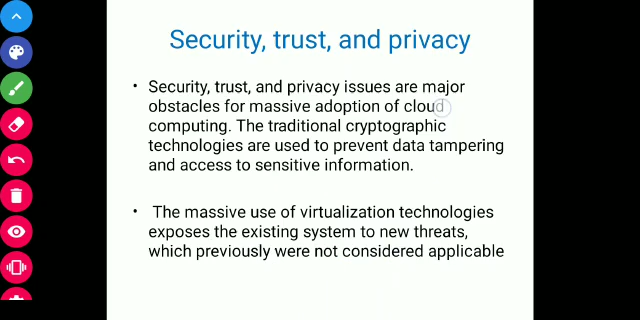 Security, trust, and privacy
• Security, trust, and privacy issues are major
obstacles for massive adoption of cloud
computing. The traditional cryptographic
technologies are used to prevent data tampering
and access to sensitive information.
• The massive use of virtualization technologies
exposes the existing system to new threats,
which previously were not considered applicable